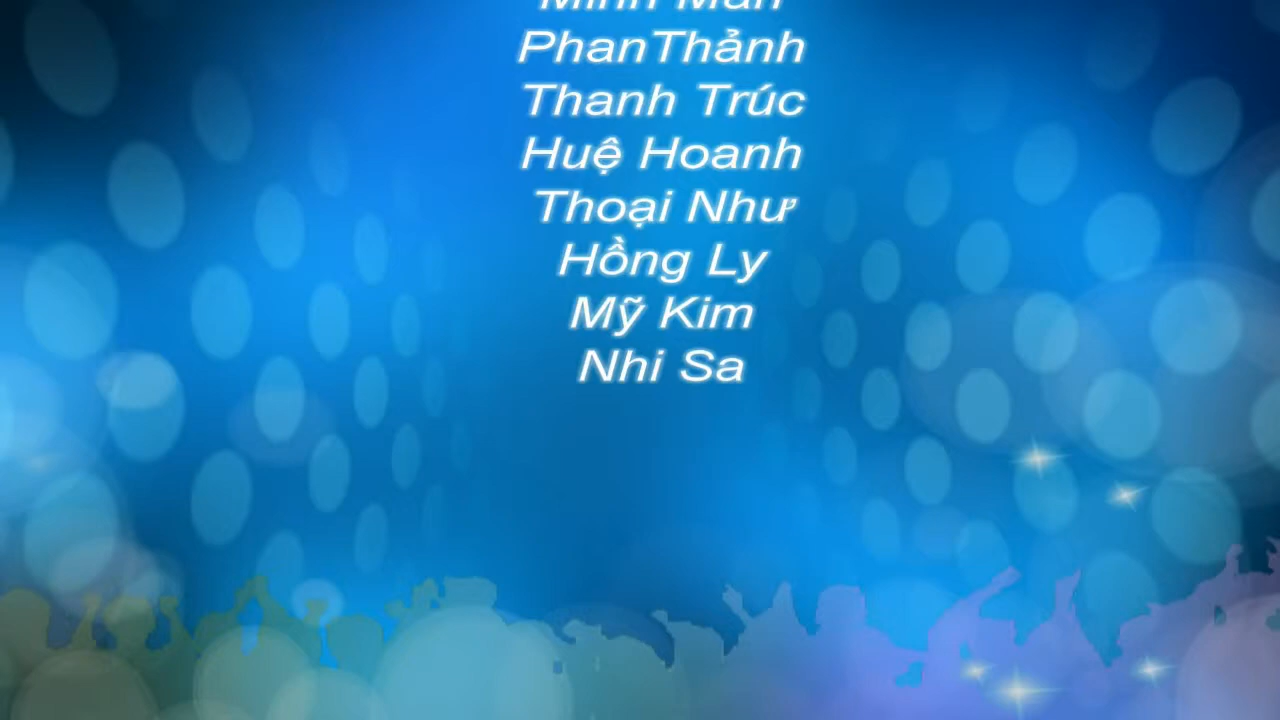 PhanThảnh
Thanh Trúc
Huệ Hoanh
Thoại Như
Hồng Ly
Mỹ Kim
Nhi Sa